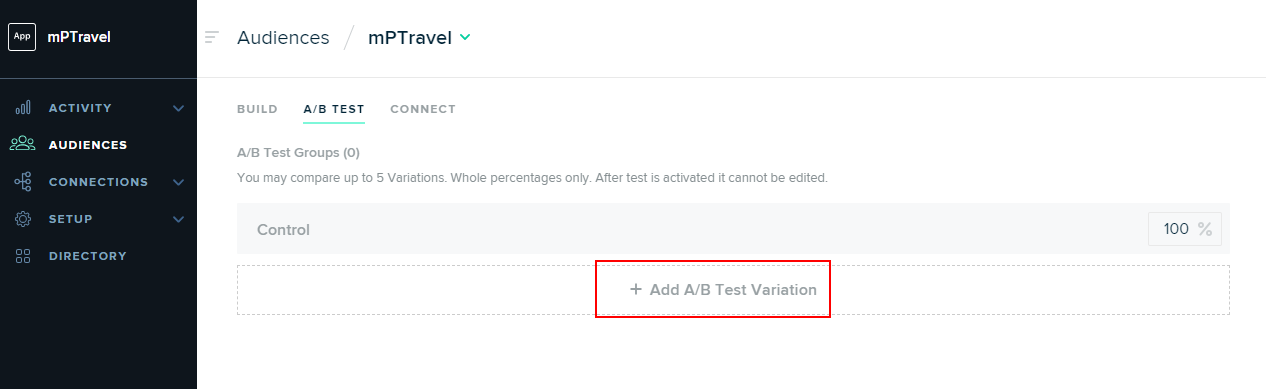 App mPTravel
ACTIVITY
AUDIENCES
CONNECTIONS
SETUP
DIRECTORY
Audiences / mPTravel
BUILD A/B TEST CONNECT
A/B Test Groups (0)
You may compare up to 5 Variations. Whole percentages only. After test is activated it cannot be edited.
Control 100 %
+ Add A/B Test Variation